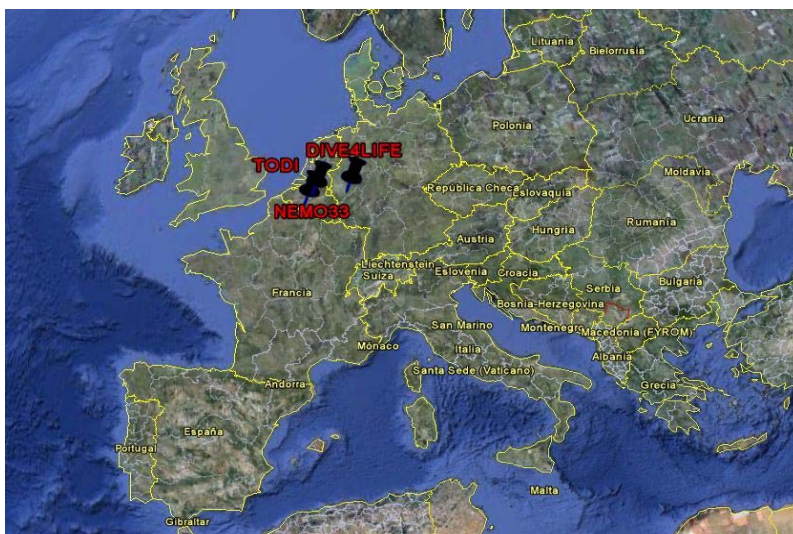 Lituania
Bielorrusia
Polonia
Ucrania
DIVE4LIFE
TODI
NEMO33
Moldavia
República Checa
Eslovaquia
Rumanía
Austria
Hungría
Liechtenstein
Suiza
Eslovenia
Croacia
Francia
Serbia
Bulgaria
Bosnia-Herzegovina
San Marino
Montenegro
Macedonia (FYROM)
Mónaco
Italia
Albania
Santa Sede (Vaticano)
Andorra
Grecia
España
Portugal
Malta
Gibraltar